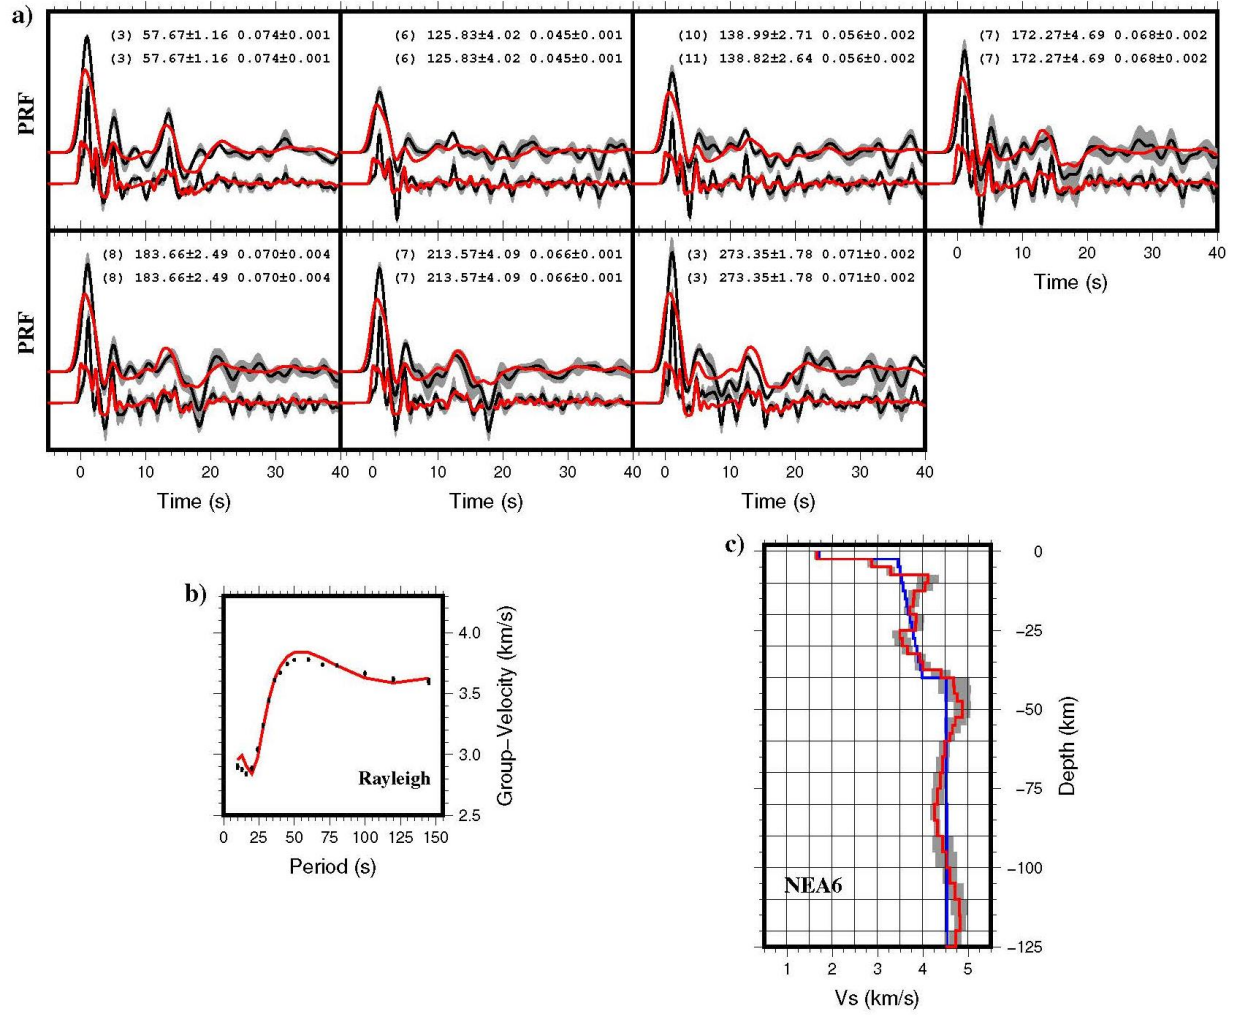 a)
(3) 57.67±1.16 0.074±0.001
(3) 57.67±1.16 0.074±0.001
(6) 125.83±4.02 0.045±0.001
(6) 125.83±4.02 0.045±0.001
(10) 138.99±2.71 0.056±0.002
(11) 138.82±2.64 0.056±0.002
(7) 172.27±4.69 0.068±0.002
(7) 172.27±4.69 0.068±0.002
PRF
0 10 20 30 40
Time (s)
(8) 183.66±2.49 0.070±0.004
(8) 183.66±2.49 0.070±0.004
(7) 213.57±4.09 0.066±0.001
(7) 213.57±4.09 0.066±0.001
(3) 273.35±1.78 0.071±0.002
(3) 273.35±1.78 0.071±0.002
PRF
0 10 20 30 40 0 10 20 30 40 0 10 20 30 40
Time (s) Time (s) Time (s)
b)
4.0
3.5
3.0
2.5
Group-Velocity (km/s)
Rayleigh
0 25 50 75 100 125 150
Period (s)
c)
0
-25
-50
-75
-100
-125
Depth (km)
NEA6
1 2 3 4 5
Vs (km/s)